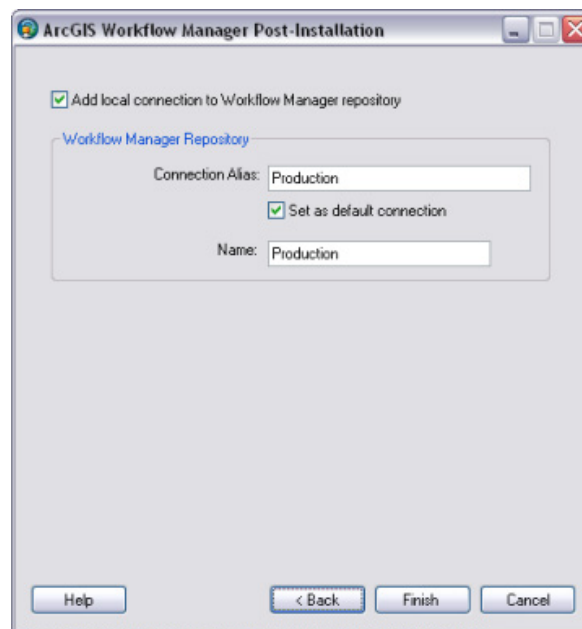 ArcGIS Workflow Manager Post-Installation
Add local connection to Workflow Manager repository
Workflow Manager Repository
Connection Alias: Production
Set as default connection
Name: Production
Help < Back Finish Cancel